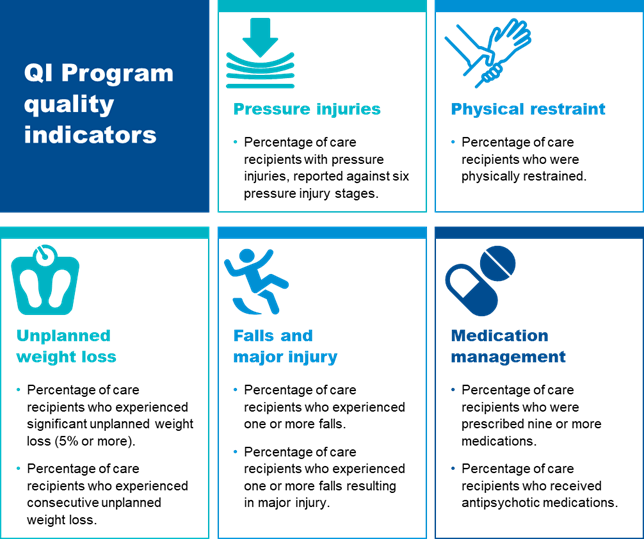 QI Program
quality
indicators
Pressure injuries
• Percentage of care
recipients with pressure
injuries, reported against six
pressure injury stages.
Physical restraint
• Percentage of care
recipients who were
physically restrained.
Unplanned
weight loss
• Percentage of care
recipients who experienced
significant unplanned weight
loss (5% or more).
• Percentage of care
recipients who experienced
consecutive unplanned
weight loss.
Falls and
major injury
• Percentage of care
recipients who experienced
one or more falls.
• Percentage of care
recipients who experienced
one or more falls resulting
in major injury.
Medication
management
• Percentage of care
recipients who were
prescribed nine or more
medications.
• Percentage of care
recipients who received
antipsychotic medications.